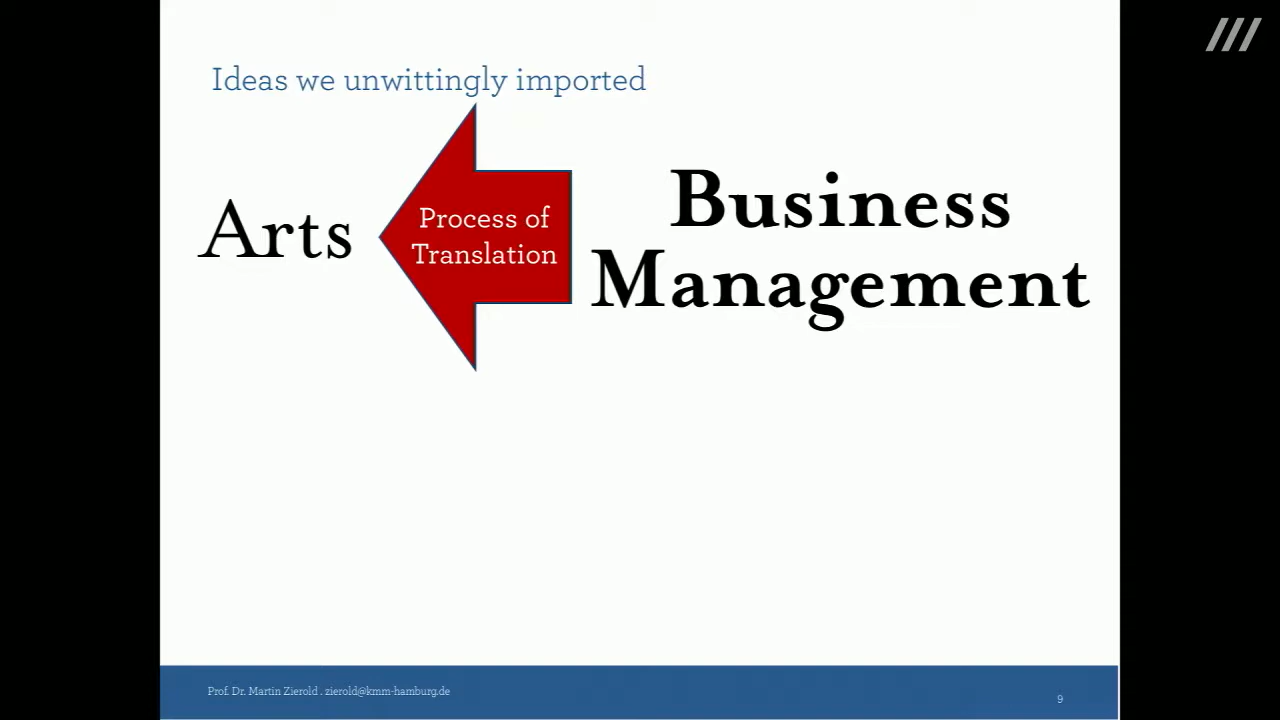 Ideas we unwittingly imported
Arts
Process of
Translation
Business
Management
Prof. Dr. Martin Zierold . zierold@kmm-hamburg.de
9